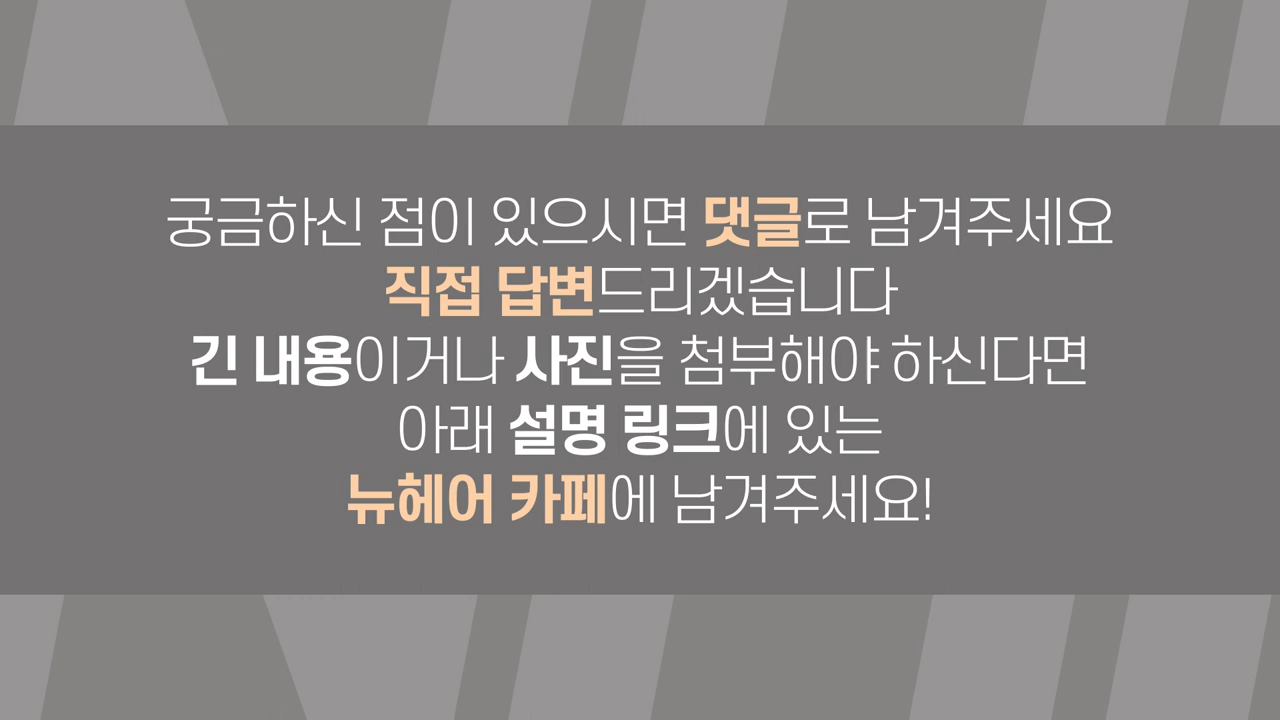 궁금하신 점이 있으시면 댓글로 남겨주세요
직접 답변드리겠습니다
긴 내용이거나 사진을 첨부해야 하신다면
아래 설명 링크에 있는
뉴헤어 카페에 남겨주세요!